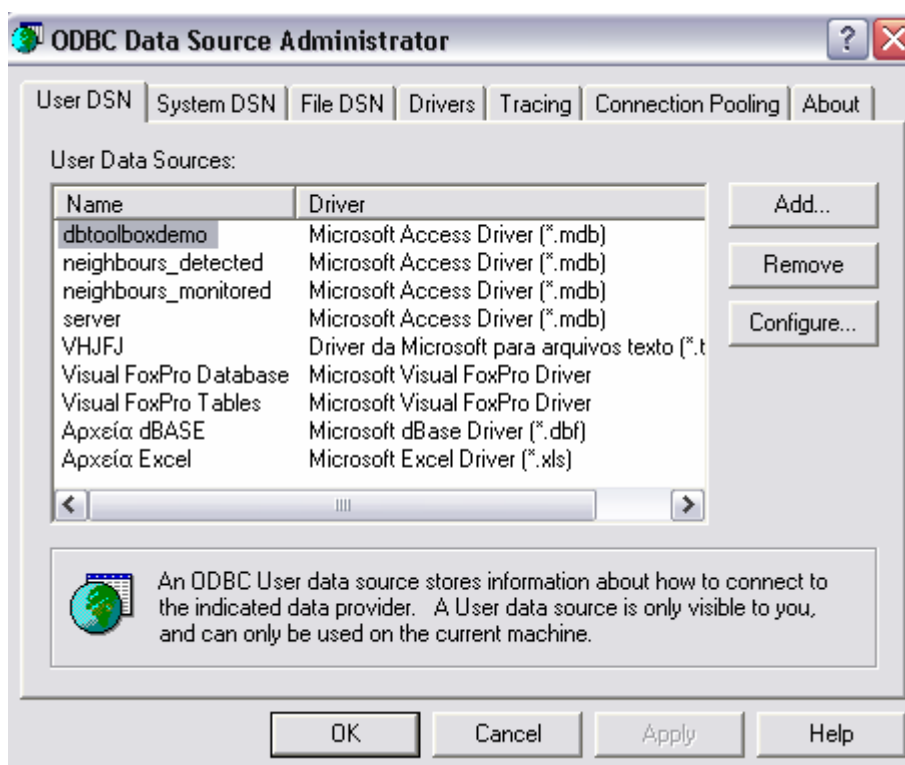 ODBC Data Source Administrator
User DSN System DSN File DSN Drivers Tracing Connection Pooling About
User Data Sources:
Name Driver
dbtoolboxdemo Microsoft Access Driver (*.mdb)
neighbours_detected Microsoft Access Driver (*.mdb)
neighbours_monitored Microsoft Access Driver (*.mdb)
server Microsoft Access Driver (*.mdb)
VHJFJ Driver da Microsoft para arquivos texto (*.t
Visual FoxPro Database Microsoft Visual FoxPro Driver
Visual FoxPro Tables Microsoft Visual FoxPro Driver
Αρχεία dBASE Microsoft dBase Driver (*.dbf)
Αρχεία Excel Microsoft Excel Driver (*.xls)
Add...
Remove
Configure...
An ODBC User data source stores information about how to connect to
the indicated data provider. A User data source is only visible to you,
and can only be used on the current machine.
OK Cancel Apply Help